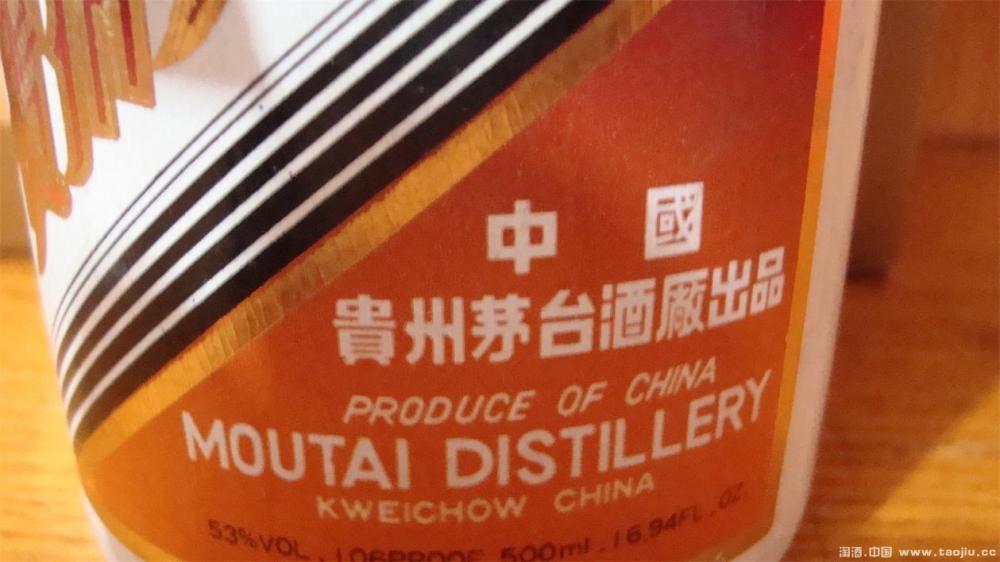 中國
貴州茅台酒廠出品
PRODUCE OF CHINA
MOUTAI DISTILLERY
KWEICHOW CHINA
53%VOL. 106PROOF 500ml. 16.94FL.OZ.
淘酒.中国 www.taojiu.cc